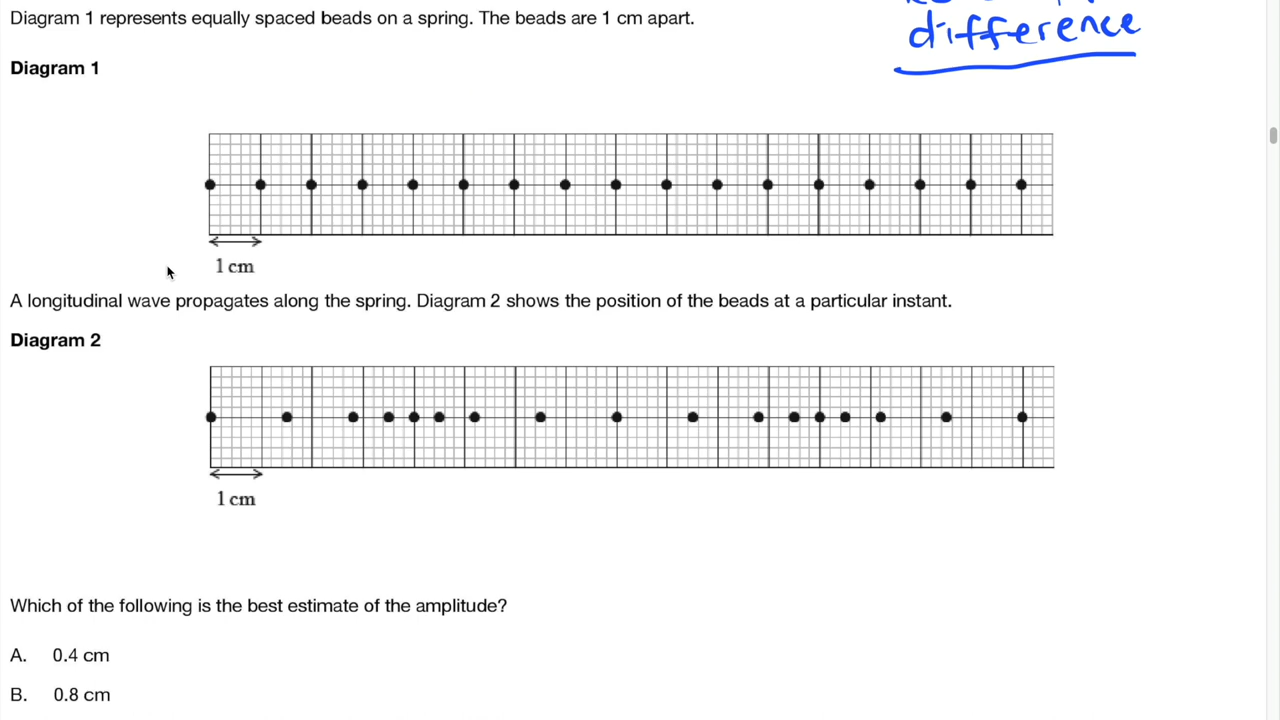 Diagram 1 represents equally spaced beads on a spring. The beads are 1 cm apart.
difference
Diagram 1
1 cm
A longitudinal wave propagates along the spring. Diagram 2 shows the position of the beads at a particular instant.
Diagram 2
1 cm
Which of the following is the best estimate of the amplitude?
A. 0.4 cm
B. 0.8 cm